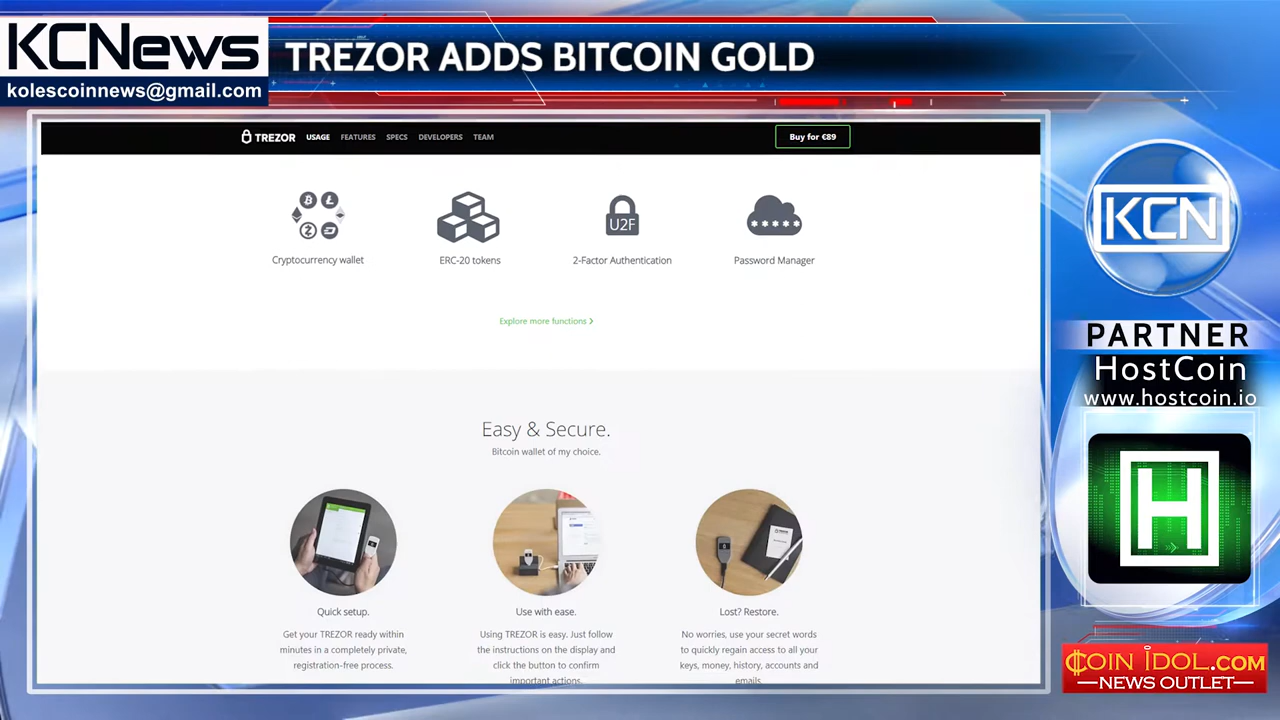 KCNews
kolescoinnews@gmail.com
TREZOR ADDS BITCOIN GOLD
TREZOR USAGE FEATURES SPECS DEVELOPERS TEAM Buy for €89
U2F
Cryptocurrency wallet ERC-20 tokens 2-Factor Authentication Password Manager
Explore more functions >
Easy & Secure.
Bitcoin wallet of my choice.
Quick setup. Use with ease. Lost? Restore.
Get your TREZOR ready within
minutes in a completely private,
registration-free process.
Using TREZOR is easy. Just follow
the instructions on the display and
click the button to confirm
important actions.
No worries, use your secret words
to quickly regain access to all your
keys, money, history, accounts and
emails.
KCN
PARTNER
HostCoin
www.hostcoin.io
H
COIN IDOL.COM
NEWS OUTLET